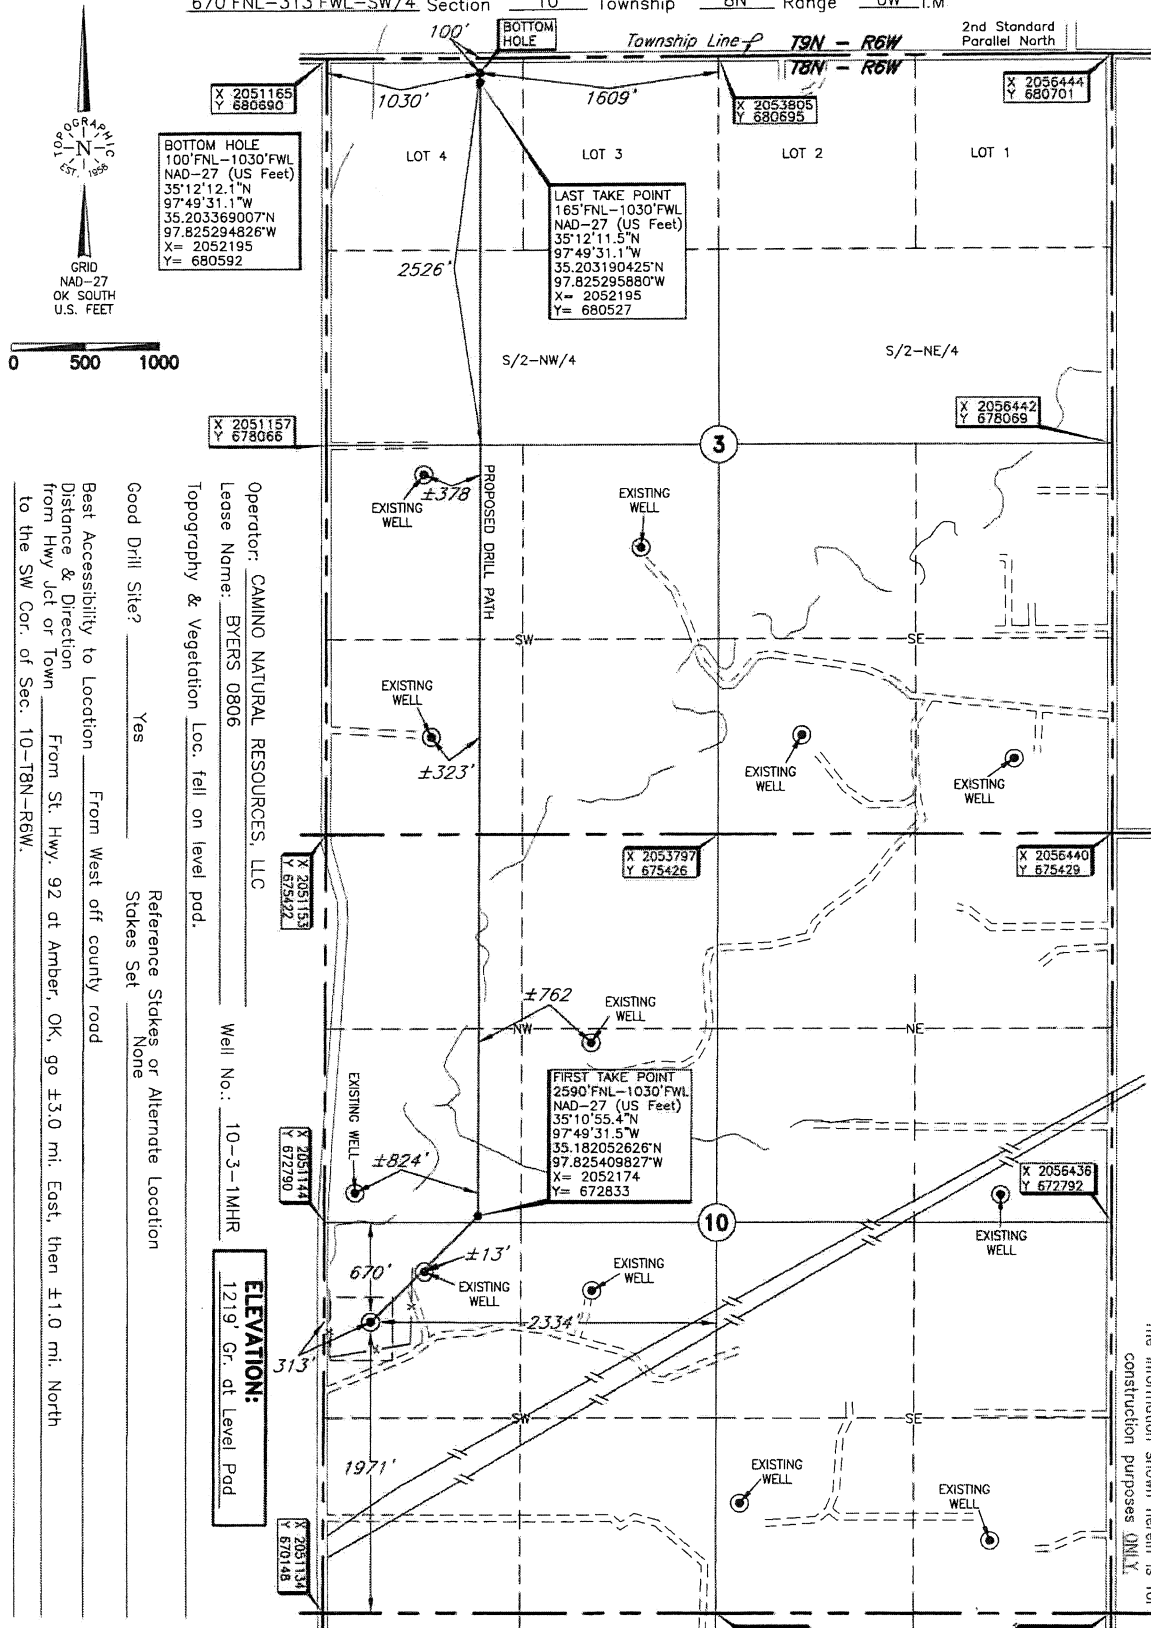 670'FNL-313'FWL-SW/4 Section 10 Township 8N Range 6W I.M.
100'
BOTTOM
HOLE
Township Line
T9N - R6W
T8N - R6W
2nd Standard
Parallel North
X 2051165
Y 680690
1030'
1609'
X 2053805
Y 680695
X 2056444
Y 680701
TOPOGRAPHIC
N
EST. 1958
GRID
NAD-27
OK SOUTH
U.S. FEET
0 500 1000
BOTTOM HOLE
100'FNL-1030'FWL
NAD-27 (US Feet)
35°12'12.1"N
97°49'31.1"W
35.203369007°N
97.825294826°W
X= 2052195
Y= 680592
LOT 4
LOT 3
LOT 2
LOT 1
LAST TAKE POINT
165'FNL-1030'FWL
NAD-27 (US Feet)
35°12'11.5"N
97°49'31.1"W
35.203190425°N
97.825295880°W
X= 2052195
Y= 680527
2526'
S/2-NW/4
S/2-NE/4
X 2051157
Y 678066
X 2056442
Y 678069
3
EXISTING
WELL
±378
PROPOSED DRILL PATH
EXISTING
WELL
SW
SE
EXISTING
WELL
±323'
EXISTING
WELL
EXISTING
WELL
X 2051153
Y 675422
X 2053797
Y 675426
X 2056440
Y 675429
±762
EXISTING
WELL
NW
NE
EXISTING WELL
±824'
FIRST TAKE POINT
2590'FNL-1030'FWL
NAD-27 (US Feet)
35°10'55.4"N
97°49'31.5"W
35.182052626°N
97.825409827°W
X= 2052174
Y= 672833
X 2051144
Y 672790
X 2056436
Y 672792
10
EXISTING
WELL
670'
±13'
EXISTING
WELL
EXISTING
WELL
2334'
313'
SW
SE
1971'
EXISTING
WELL
EXISTING
WELL
X 2051134
Y 670148
Operator: CAMINO NATURAL RESOURCES, LLC
Lease Name: BYERS 0806 Well No.: 10-3-1MHR
ELEVATION:
1219' Gr. at Level Pad
Topography & Vegetation Loc. fell on level pad.
Reference Stakes or Alternate Location
Good Drill Site? Yes Stakes Set None
Best Accessibility to Location From West off county road
Distance & Direction
from Hwy Jct or Town From St. Hwy. 92 at Amber, OK, go ±3.0 mi. East, then ±1.0 mi. North
to the SW Cor. of Sec. 10-T8N-R6W.
information shown herein is for
construction purposes ONLY.